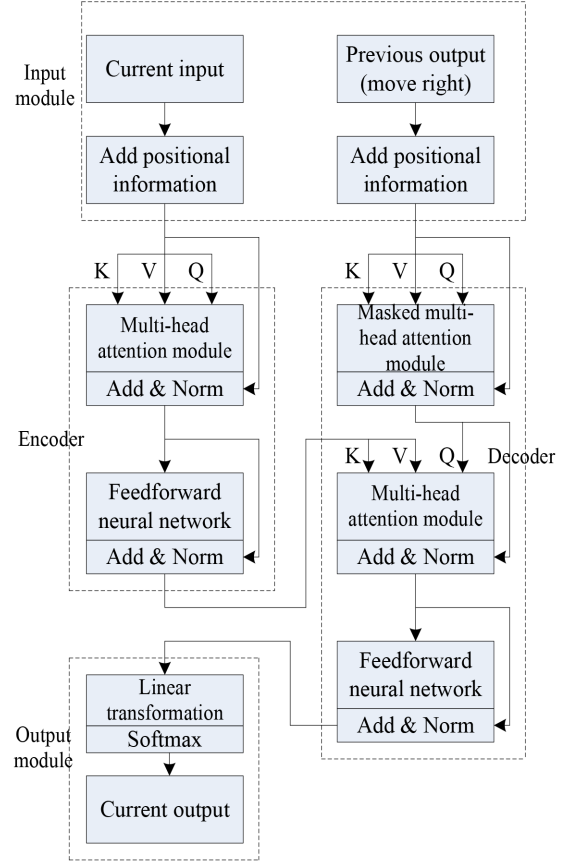 Input
module
Current input
Previous output
(move right)
Add positional
information
Add positional
information
K V Q
K V Q
Multi-head
attention module
Add & Norm
Masked multi-
head attention
module
Add & Norm
Encoder
Feedforward
neural network
Add & Norm
K V Q
Decoder
Multi-head
attention module
Add & Norm
Feedforward
neural network
Add & Norm
Output
module
Linear
transformation
Softmax
Current output